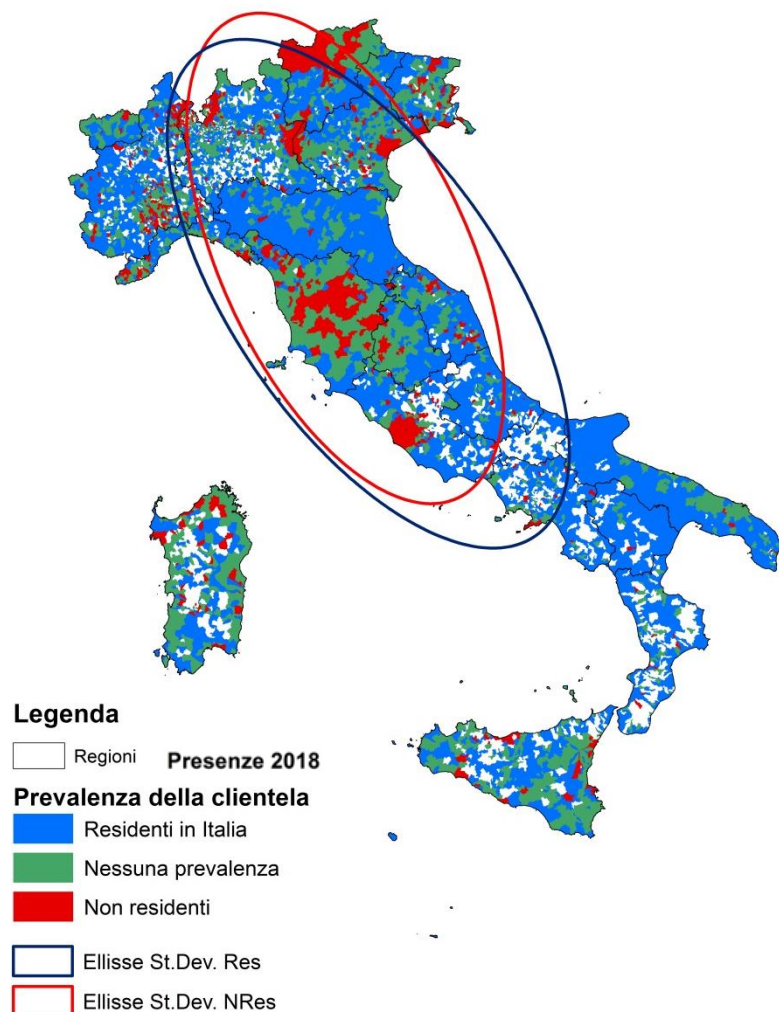 Legenda
Regioni
Presenze 2018
Prevalenza della clientela
Residenti in Italia
Nessuna prevalenza
Non residenti
Ellisse St.Dev. Res
Ellisse St.Dev. NRes